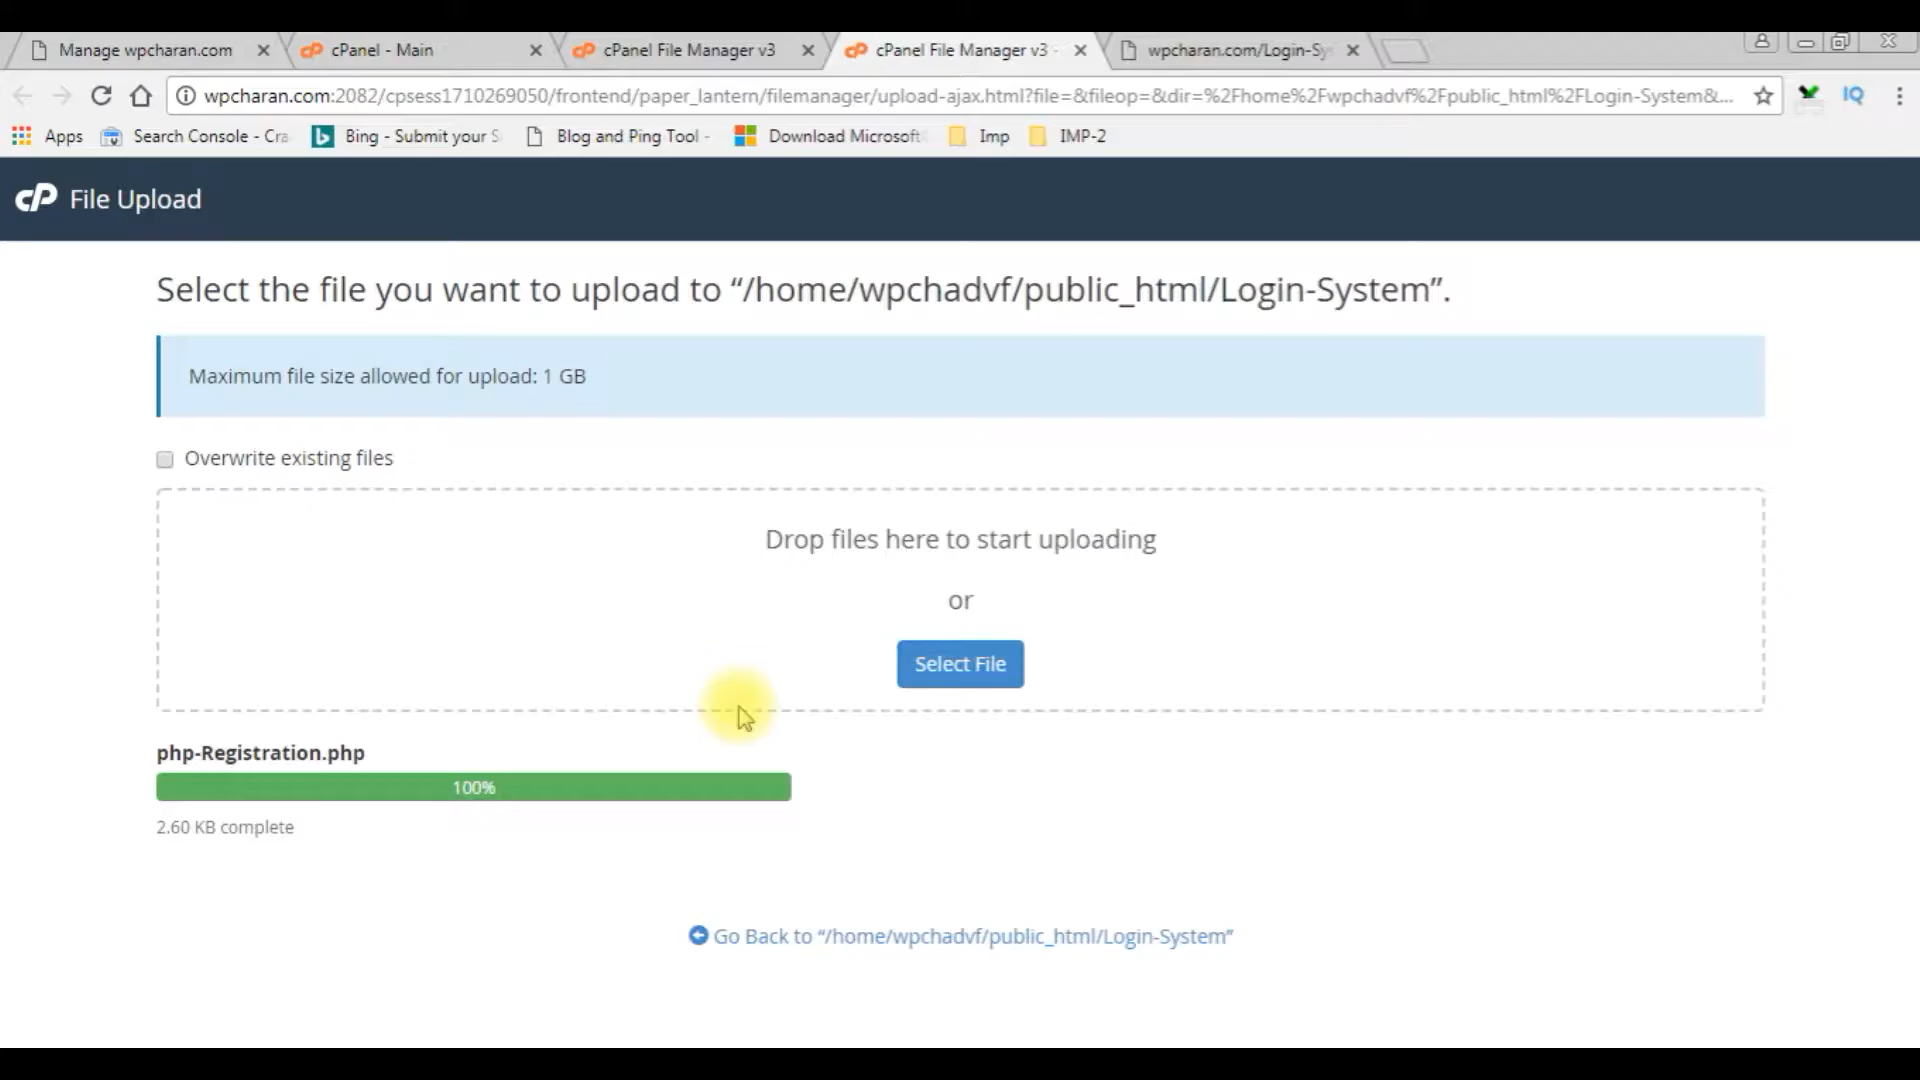 Manage wpcharan.com
cPanel - Main
cPanel File Manager v3
cPanel File Manager v3 -
wpcharan.com/Login-Sy
wpcharan.com:2082/cpsess1710269050/frontend/paper_lantern/filemanager/upload-ajax.html?file=&fileop=&dir=%2Fhome%2Fwpchadvf%2Fpublic_html%2FLogin-System&...
IQ
Apps
Search Console - Cra
Bing - Submit your S
Blog and Ping Tool -
Download Microsoft
Imp
IMP-2
cP File Upload
Select the file you want to upload to “/home/wpchadvf/public_html/Login-System”.
Maximum file size allowed for upload: 1 GB
Overwrite existing files
Drop files here to start uploading
or
Select File
php-Registration.php
100%
2.60 KB complete
Go Back to “/home/wpchadvf/public_html/Login-System”